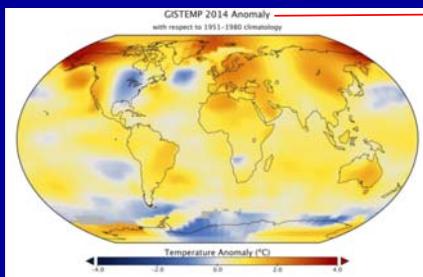 GISTEMP 2014 Anomaly
with respect to 1951-1980 climatology
Temperature Anomaly (ºC)
-4.0 -2.0 0.0 2.0 4.0